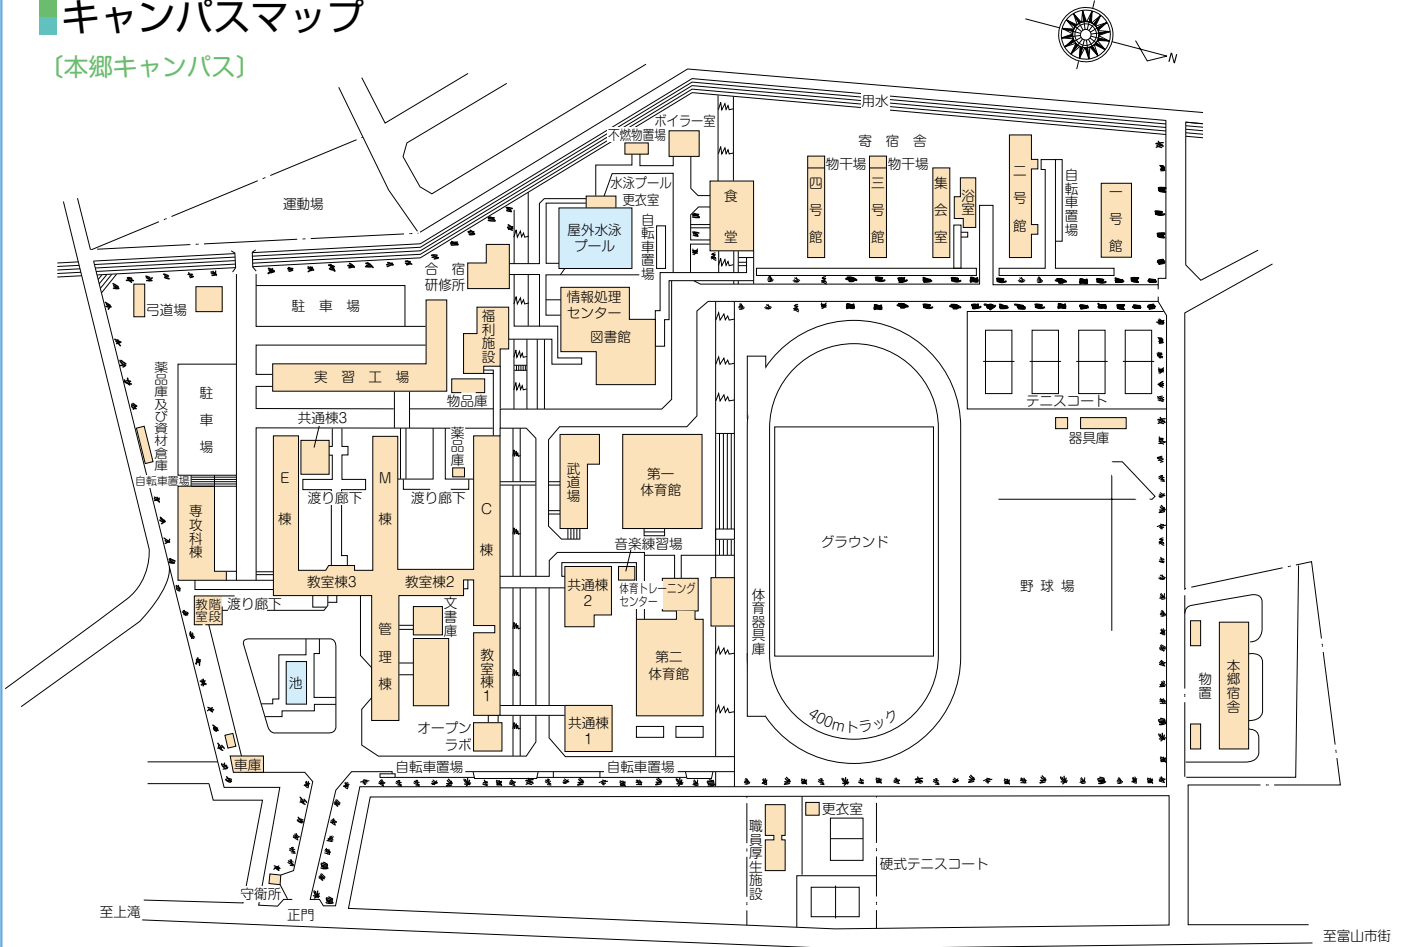 キャンパスマップ
〔本郷キャンパス〕
N
用水
ボイラー室
不燃物置場
寄宿舎
物干場
物干場
四号館
三号館
集会室
浴室
二号館
自転車置場
一号館
食堂
水泳プール
更衣室
屋外水泳
プール
自転車置場
運動場
合宿
研修所
弓道場
駐車場
情報処理
センター
図書館
福利施設
実習工場
物品庫
薬品庫及び資材倉庫
駐車場
共通棟3
薬品庫
テニスコート
器具庫
自転車置場
E棟
M棟
C棟
渡り廊下
渡り廊下
武道場
第一
体育館
専攻科棟
音楽練習場
グラウンド
野球場
教室棟3
教室棟2
共通棟
2
体育トレーニング
センター
体育器具庫
階段教室
渡り廊下
文書庫
管理棟
教室棟1
第二
体育館
池
物置
本郷宿舎
オープン
ラボ
共通棟
1
400mトラック
車庫
自転車置場
自転車置場
職員厚生施設
更衣室
硬式テニスコート
守衛所
正門
至上滝
至富山市街